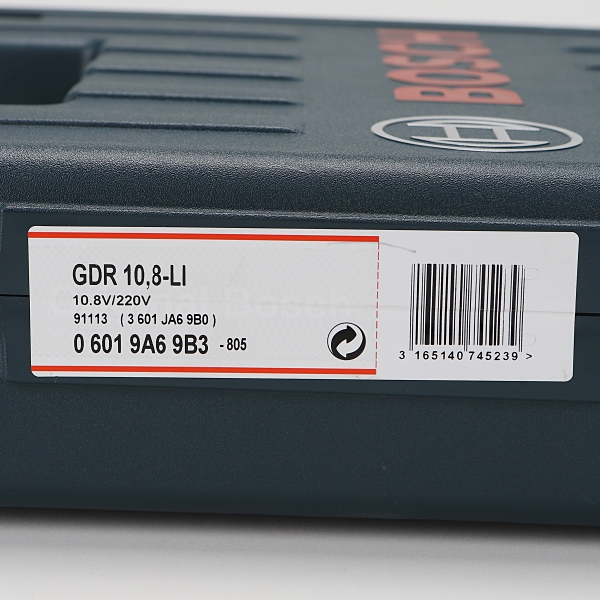 BOSCH
GDR 10,8-LI
10.8V/220V
91113 ( 3 601 JA6 9B0 )
0 601 9A6 9B3 - 805
3 165140 745239 >